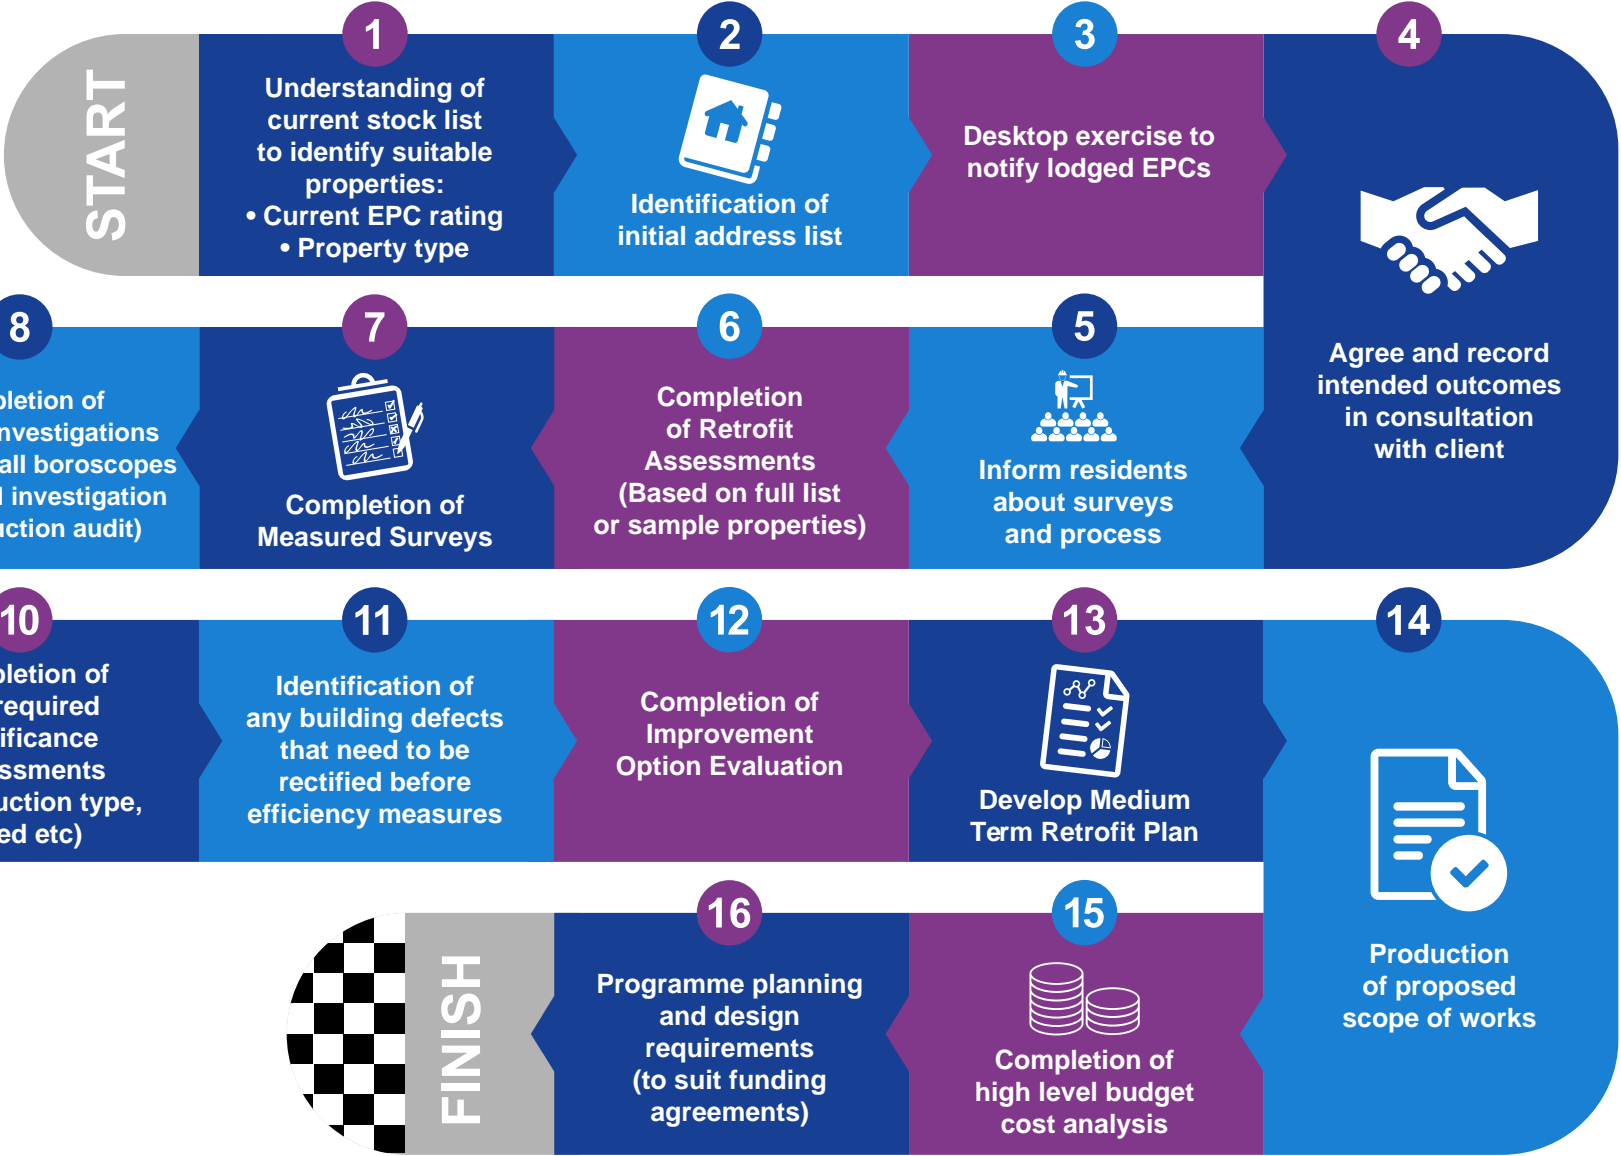 START
1
Understanding of
current stock list
to identify suitable
properties:
• Current EPC rating
• Property type
2
Identification of
initial address list
3
Desktop exercise to
notify lodged EPCs
4
Agree and record
intended outcomes
in consultation
with client
5
Inform residents
about surveys
and process
6
Completion
of Retrofit
Assessments
(Based on full list
or sample properties)
7
Completion of
Measured Surveys
8
pletion of
nvestigations
all boroscopes
investigation
uction audit)
10
pletion of
required
ificance
ssments
uction type,
ed etc)
11
Identification of
any building defects
that need to be
rectified before
efficiency measures
12
Completion of
Improvement
Option Evaluation
13
Develop Medium
Term Retrofit Plan
14
Production
of proposed
scope of works
15
Completion of
high level budget
cost analysis
16
Programme planning
and design
requirements
(to suit funding
agreements)
FINISH